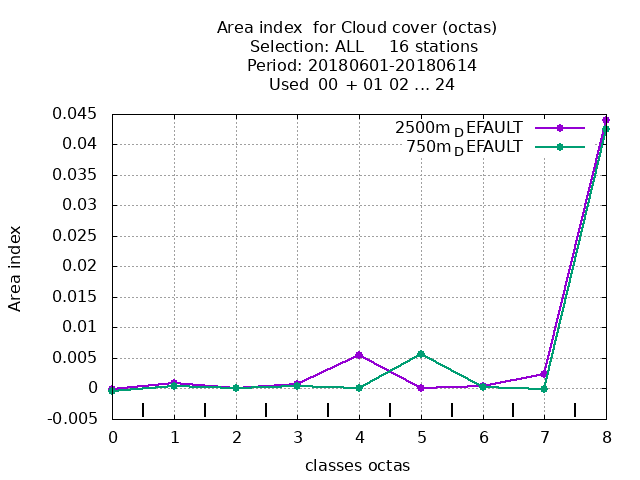 Area index  for Cloud cover (octas)
Selection: ALL     16 stations
Period: 20180601-20180614
Used  00 + 01 02 ... 24
2500m DEFAULT
750m DEFAULT
0.045
0.04
0.035
0.03
0.025
0.02
0.015
0.01
0.005
0
-0.005
Area index
0 1 2 3 4 5 6 7 8
classes octas